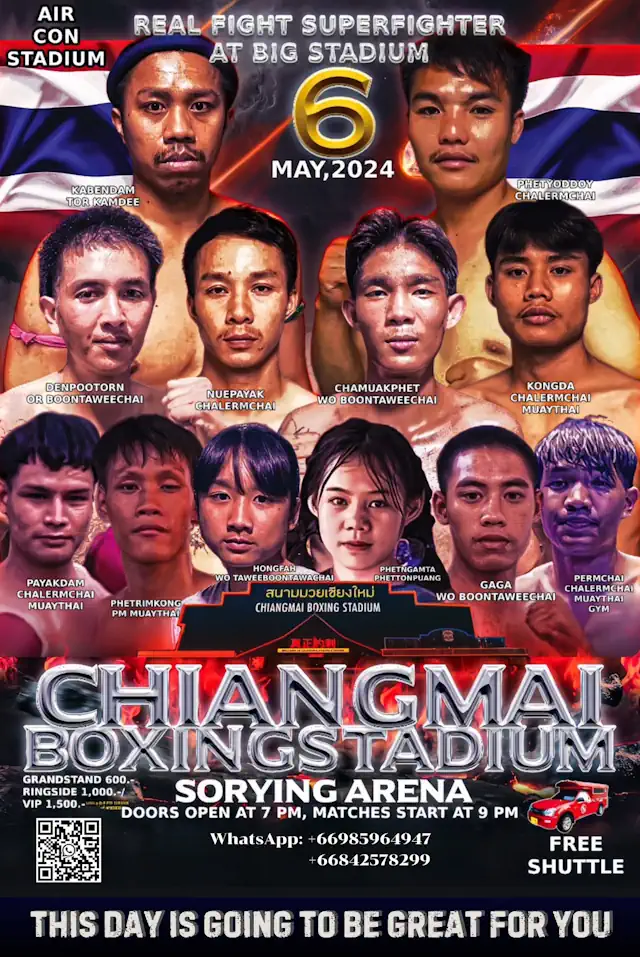 AIR
CON
STADIUM
REAL FIGHT SUPERFIGHTER
AT BIG STADIUM
6
MAY,2024
KABENDAM
TOR KAMDEE
PHETYODDOY
CHALERMCHAI
DENPOOTORN
OR BOONTAWEECHAI
NUEPAYAK
CHALERMCHAI
CHAMUAKPHET
WO BOONTAWEECHAI
KONGDA
CHALERMCHAI
MUAYTHAI
PAYAKDAM
CHALERMCHAI
MUAYTHAI
PHETRIMKONG
PM MUAYTHAI
HONGFAH
WO TAWEEBOONTAWACHAI
PHETNGAMTA
PHETTONPUANG
GAGA
WO BOONTAWEECHAI
PERMCHAI
CHALERMCHAI
MUAYTHAI
GYM
สนามมวยเชียงใหม่
CHIANGMAI BOXING STADIUM
CHIANGMAI
BOXINGSTADIUM
GRANDSTAND 600.-
RINGSIDE 1,000.-/
VIP 1,500.-
SORYING ARENA
DOORS OPEN AT 7 PM, MATCHES START AT 9 PM
WhatsApp: +66985964947
+66842578299
FREE
SHUTTLE
THIS DAY IS GOING TO BE GREAT FOR YOU